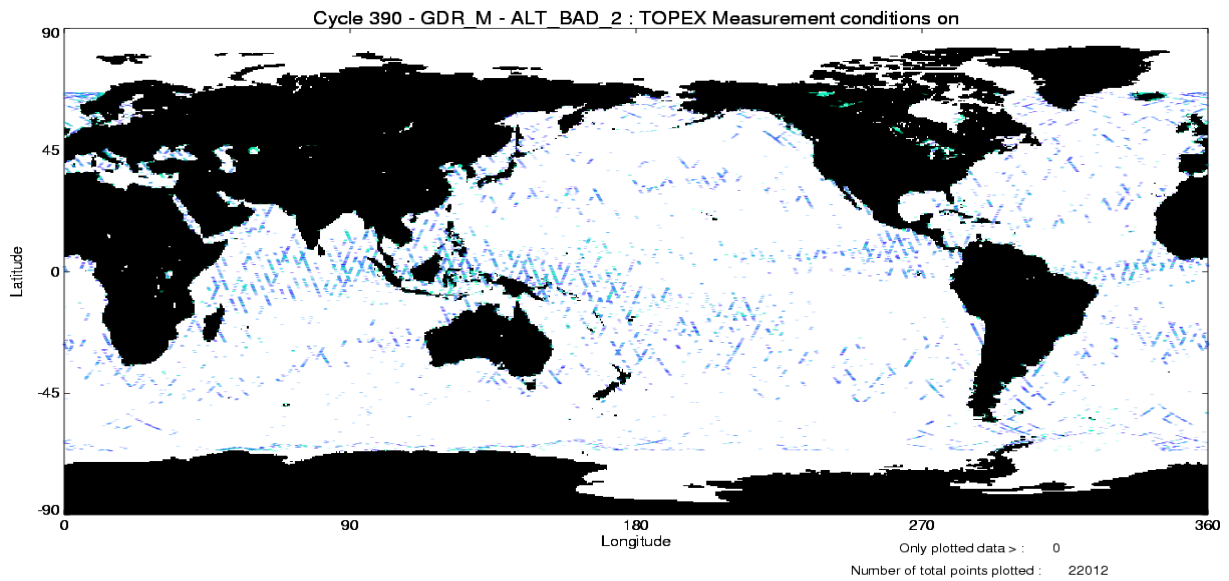 Cycle 390 - GDR_M - ALT_BAD_2 : TOPEX Measurement conditions on
90
45
0
-45
-90
Latitude
0 90 180 270 360
Longitude
Only plotted data > : 0
Number of total points plotted : 22012